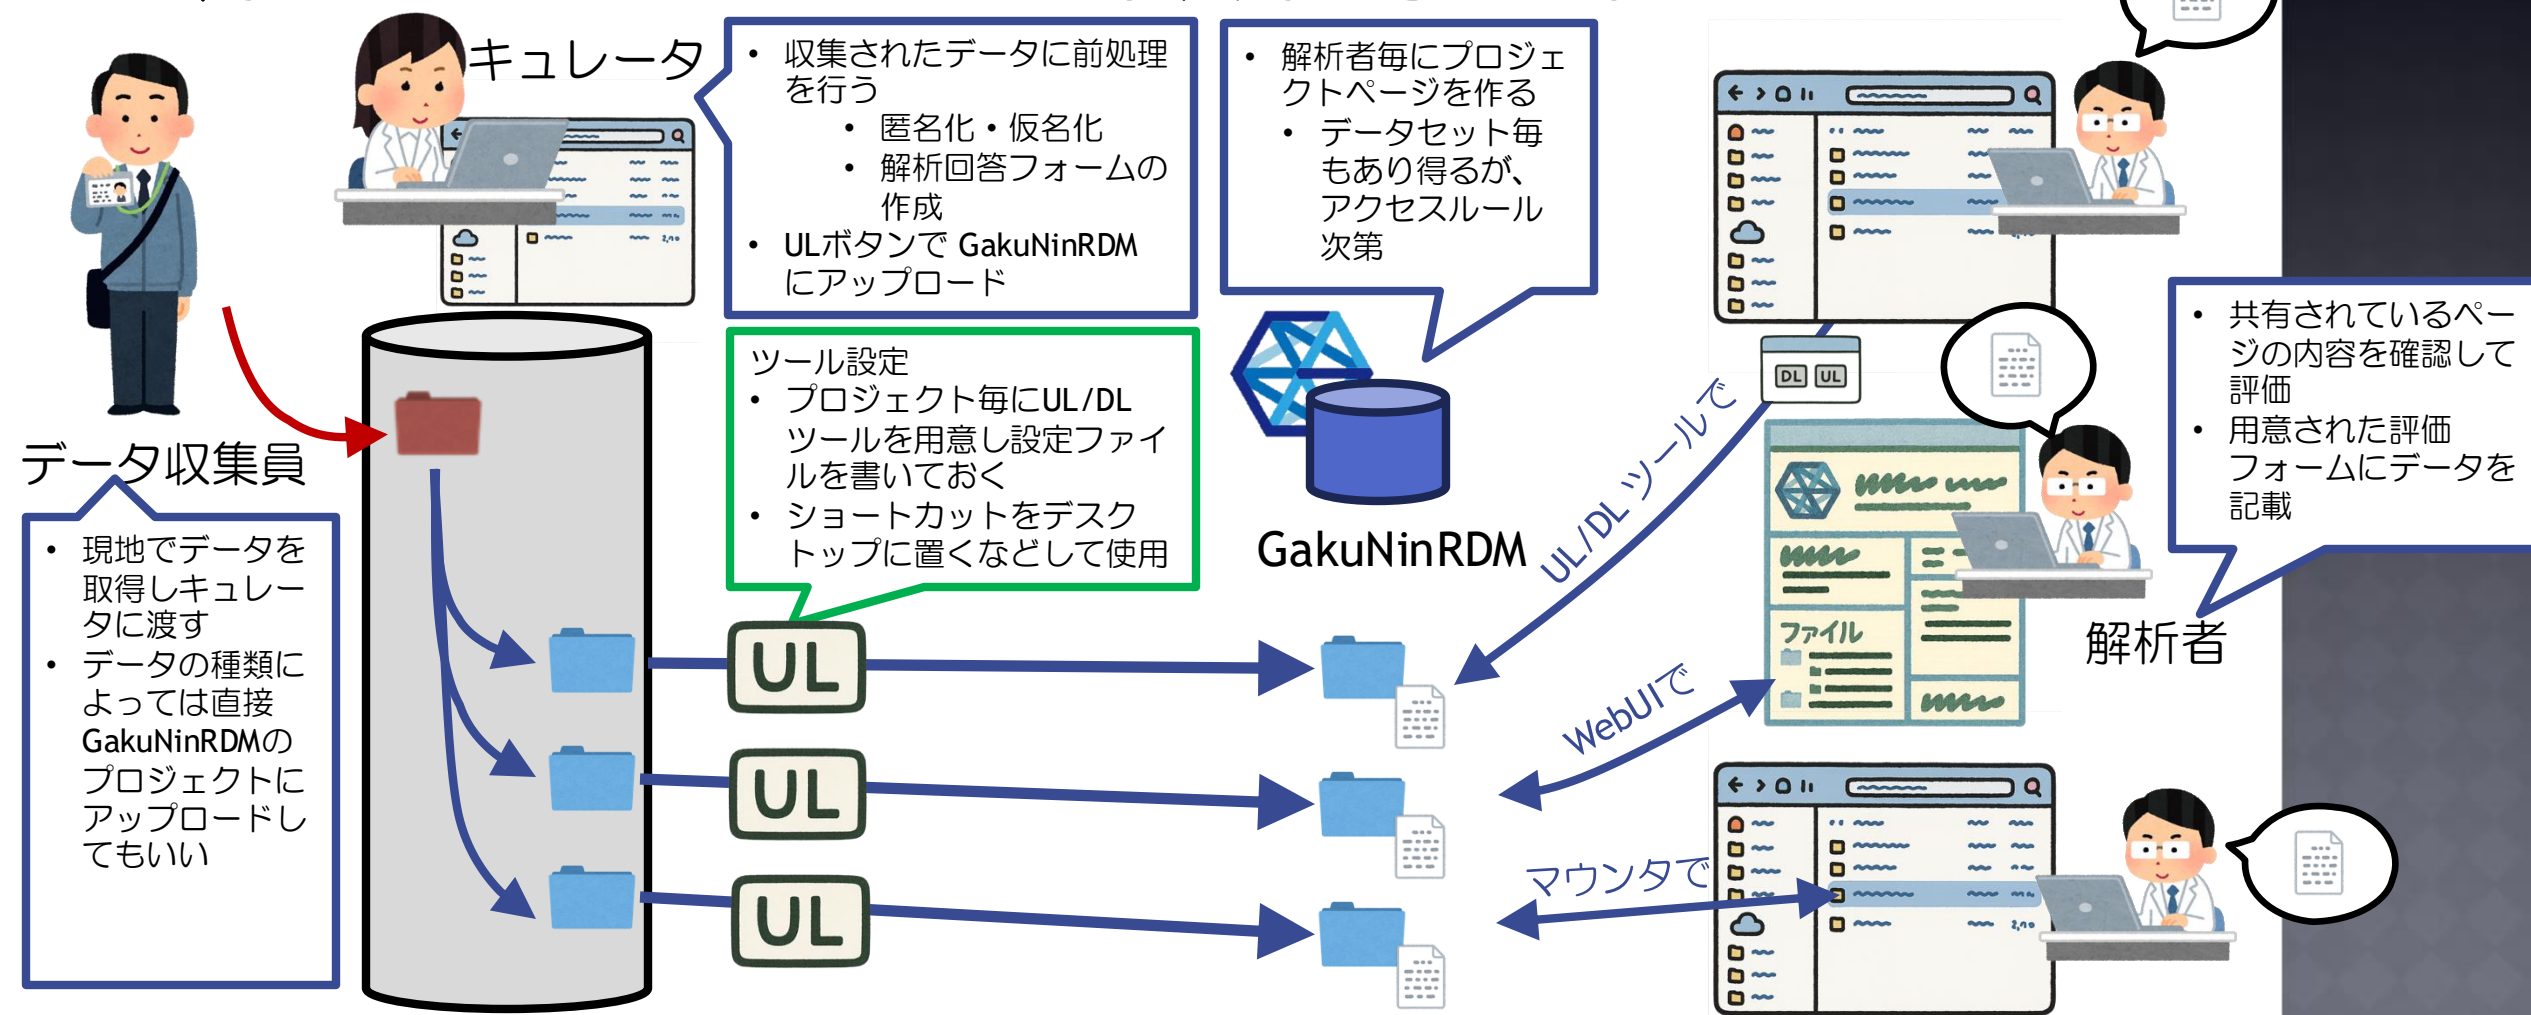 キュレータ
• 収集されたデータに前処理
を行う
• 匿名化・仮名化
• 解析回答フォームの
作成
• ULボタンで GakuNinRDM
にアップロード
• 解析者毎にプロジェ
クトページを作る
• データセット毎
もあり得るが、
アクセスルール
次第
ツール設定
• プロジェクト毎にUL/DL
ツールを用意し設定ファイ
ルを書いておく
• ショートカットをデスク
トップに置くなどして使用
データ収集員
• 現地でデータを
取得しキュレー
タに渡す
• データの種類に
よっては直接
GakuNinRDMの
プロジェクトに
アップロードし
てもいい
UL
UL
UL
GakuNinRDM
UL/DL ツールで
WebUIで
マウンタで
DL UL
ファイル
• 共有されているペー
ジの内容を確認して
評価
• 用意された評価
フォームにデータを
記載
解析者